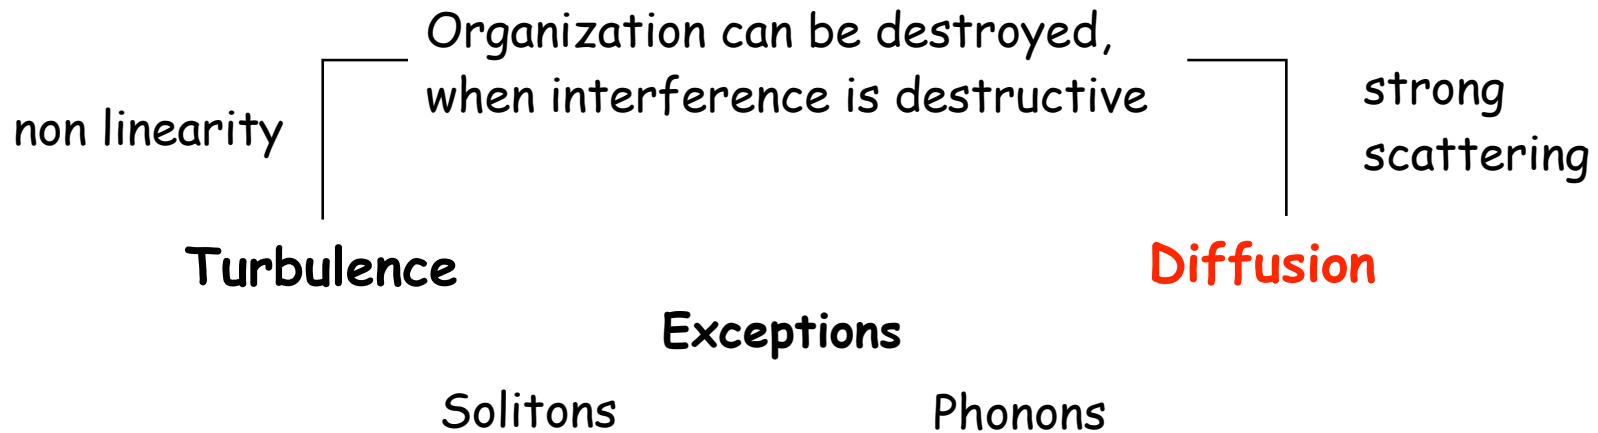 Organization can be destroyed,
when interference is destructive
non linearity
strong
scattering
Turbulence
Diffusion
Exceptions
Solitons
Phonons